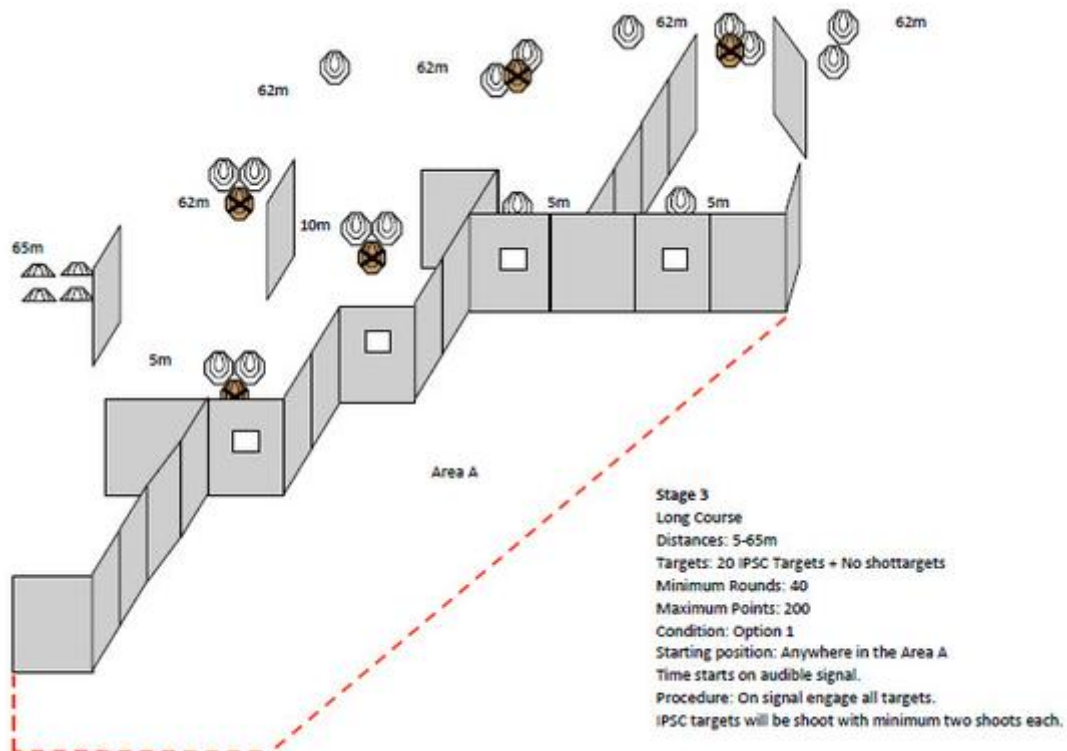 62m
62m
62m
62m
62m
62m
10m
5m
5m
65m
5m
Area A
Stage 3
Long Course
Distances: 5-65m
Targets: 20 IPSC Targets + No shottargets
Minimum Rounds: 40
Maximum Points: 200
Condition: Option 1
Starting position: Anywhere in the Area A
Time starts on audible signal.
Procedure: On signal engage all targets.
IPSC targets will be shoot with minimum two shoots each.